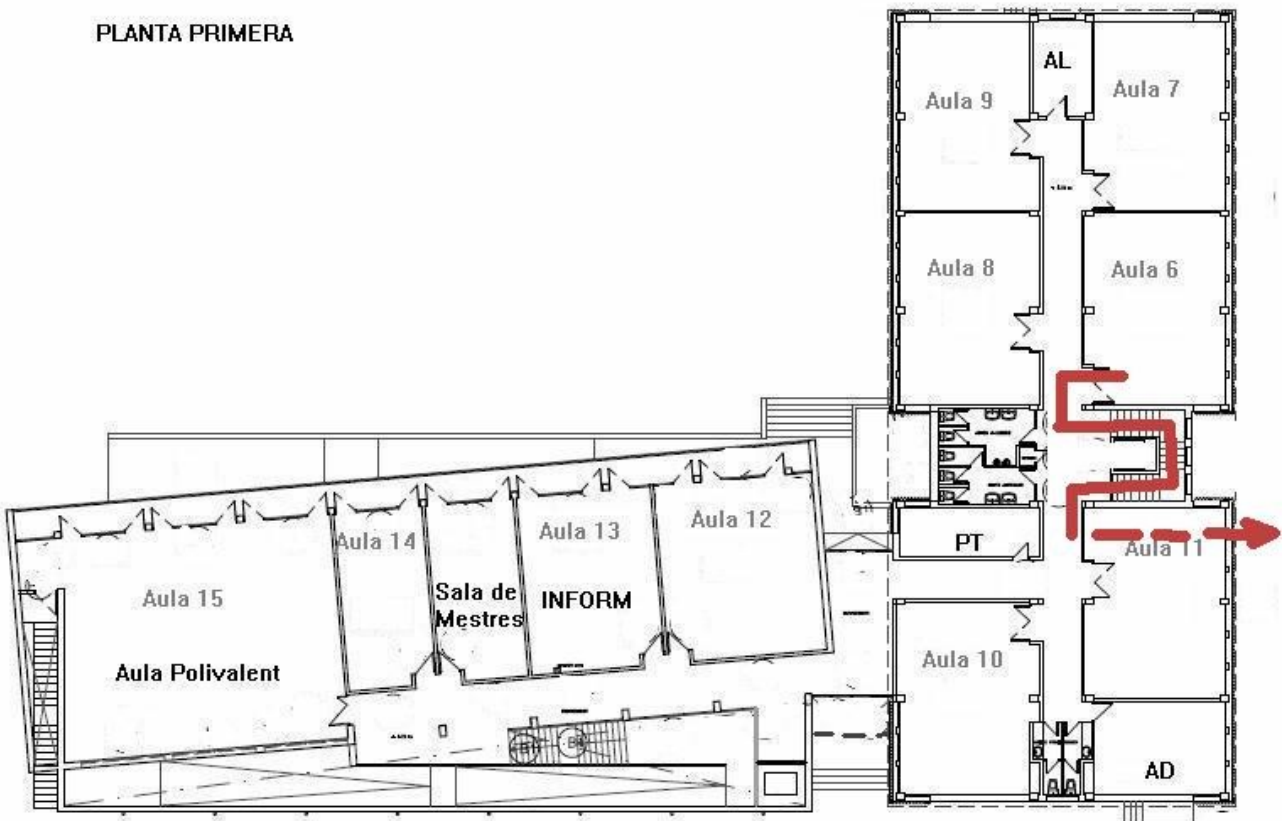 PLANTA PRIMERA
AL
Aula 9
Aula 7
Aula 8
Aula 6
Aula 14
Aula 13
Aula 12
PT
Aula 11
Aula 15
Sala de
Mestres
INFORM
Aula Polivalent
Aula 10
AD